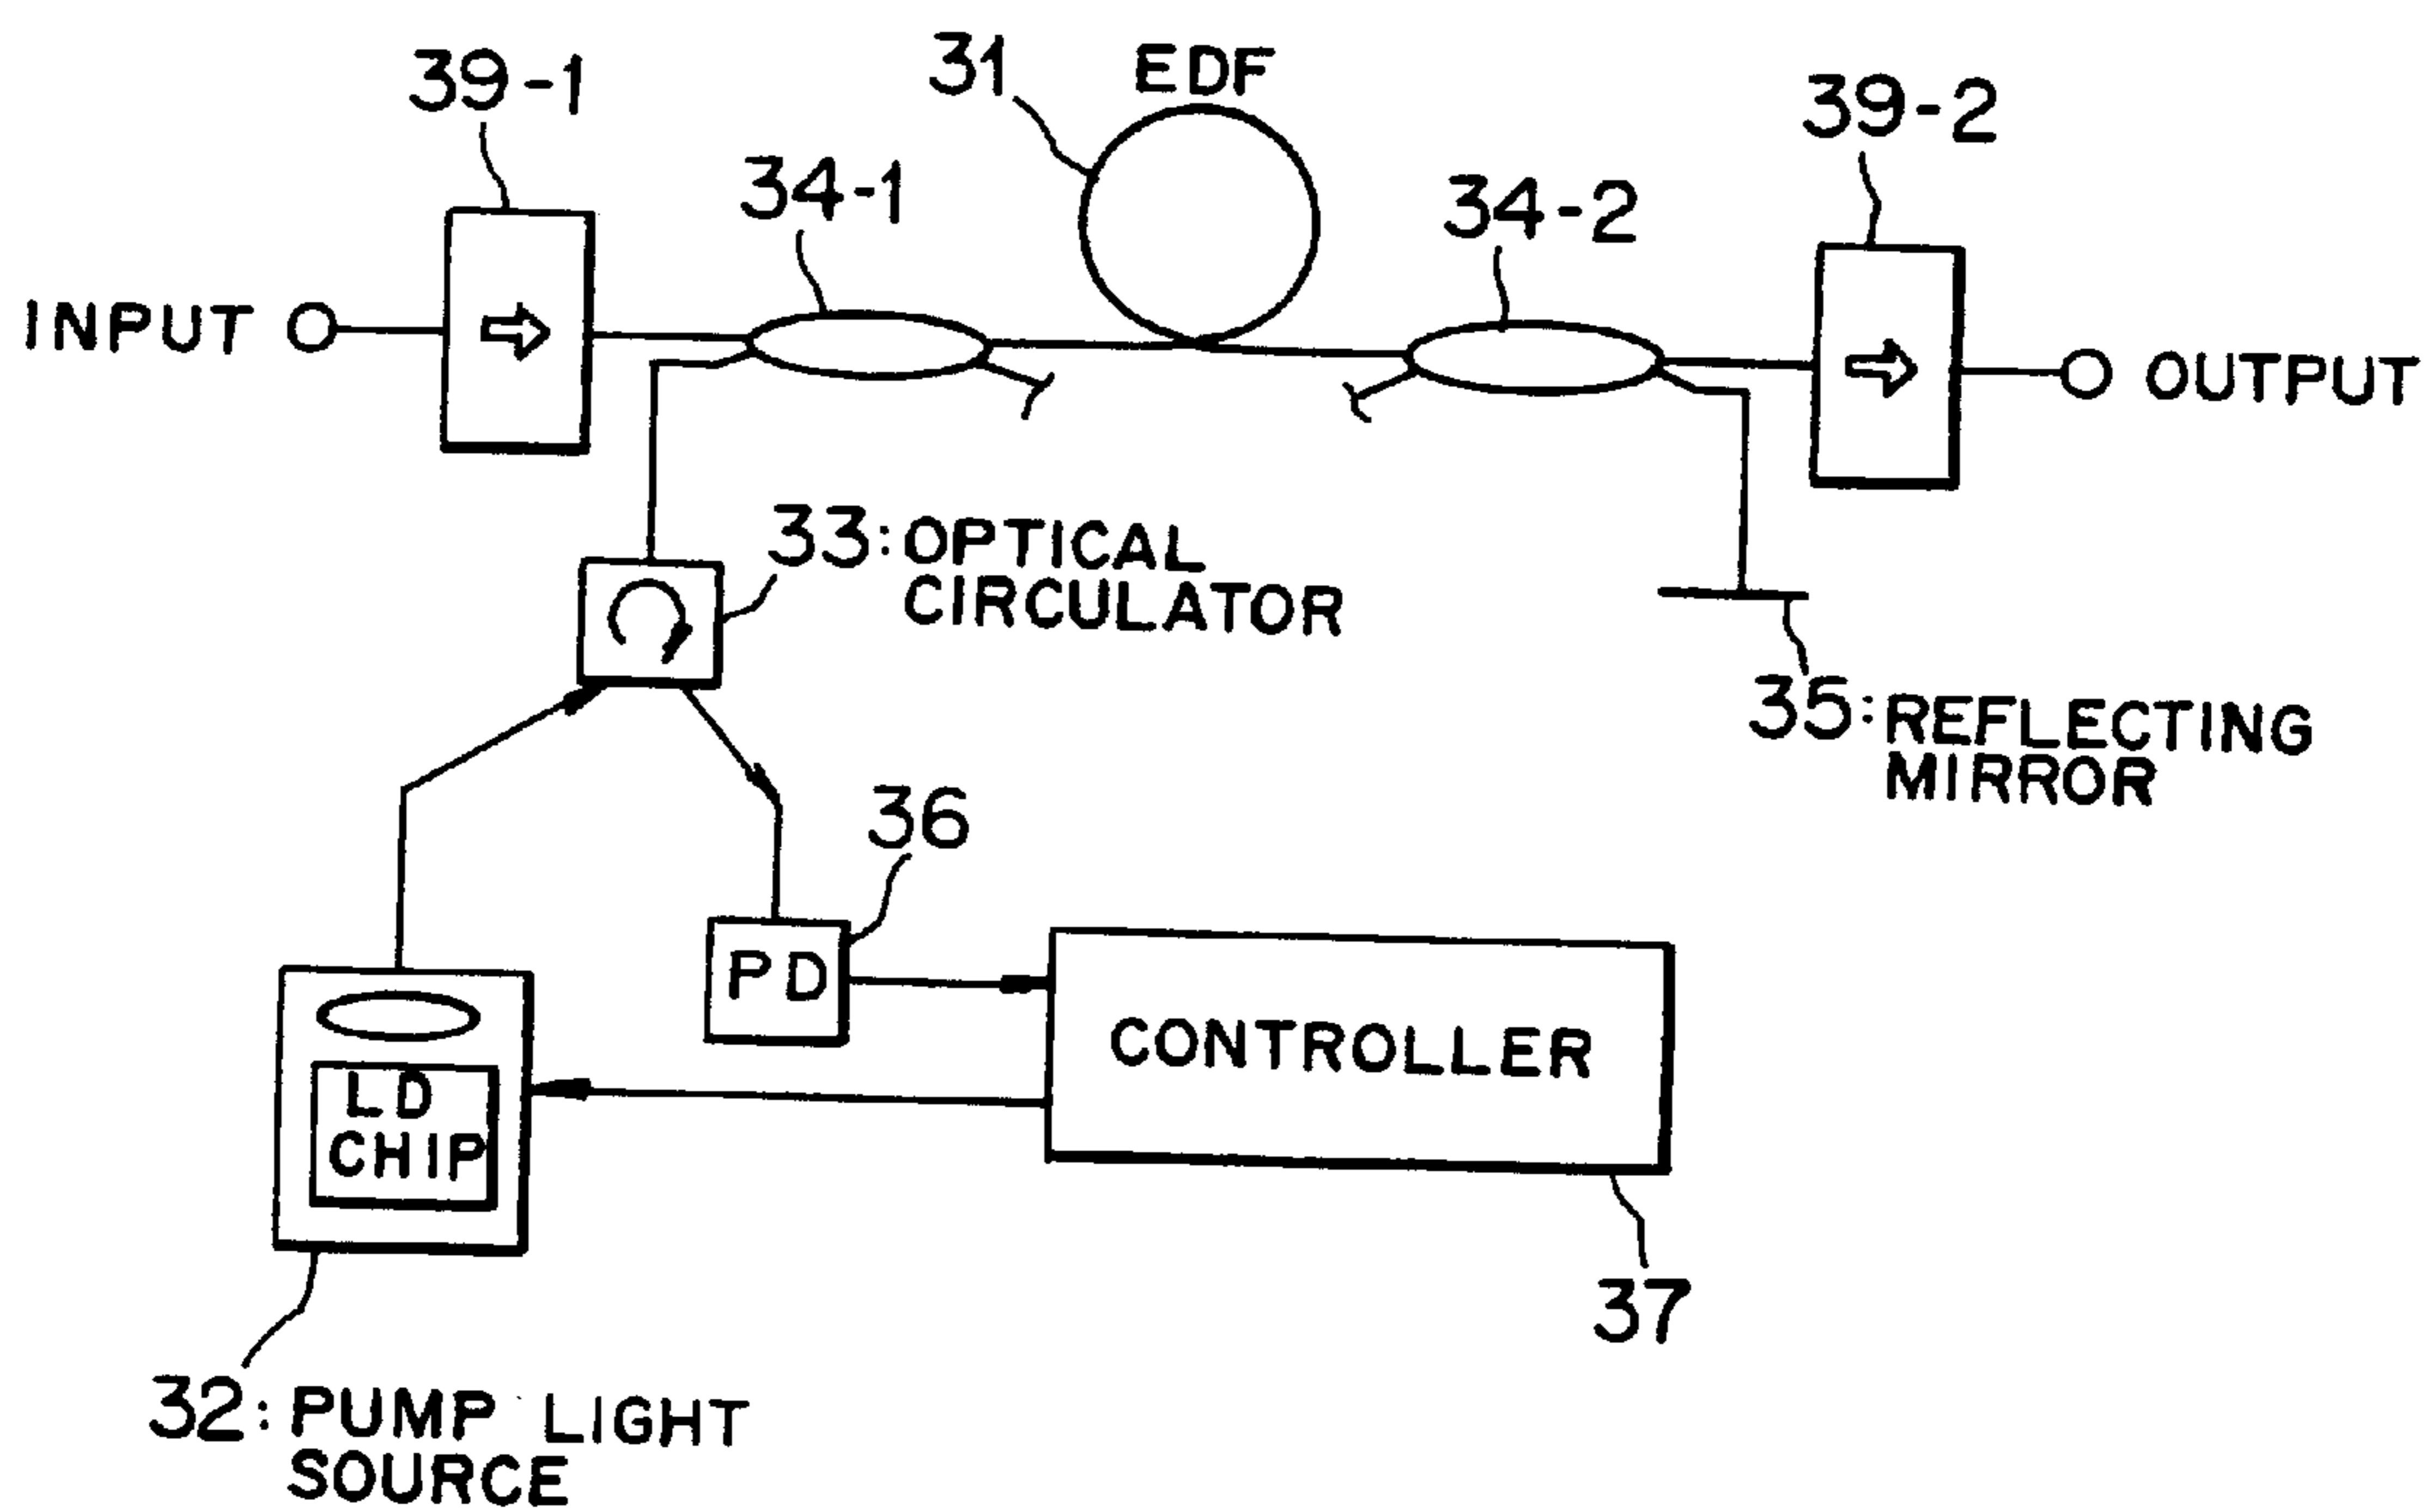 39-1
31
EDF
39-2
34-1
34-2
INPUT
OUTPUT
33: OPTICAL
CIRCULATOR
35: REFLECTING
MIRROR
36
PD
CONTROLLER
LD
CHIP
37
32: PUMP LIGHT
SOURCE